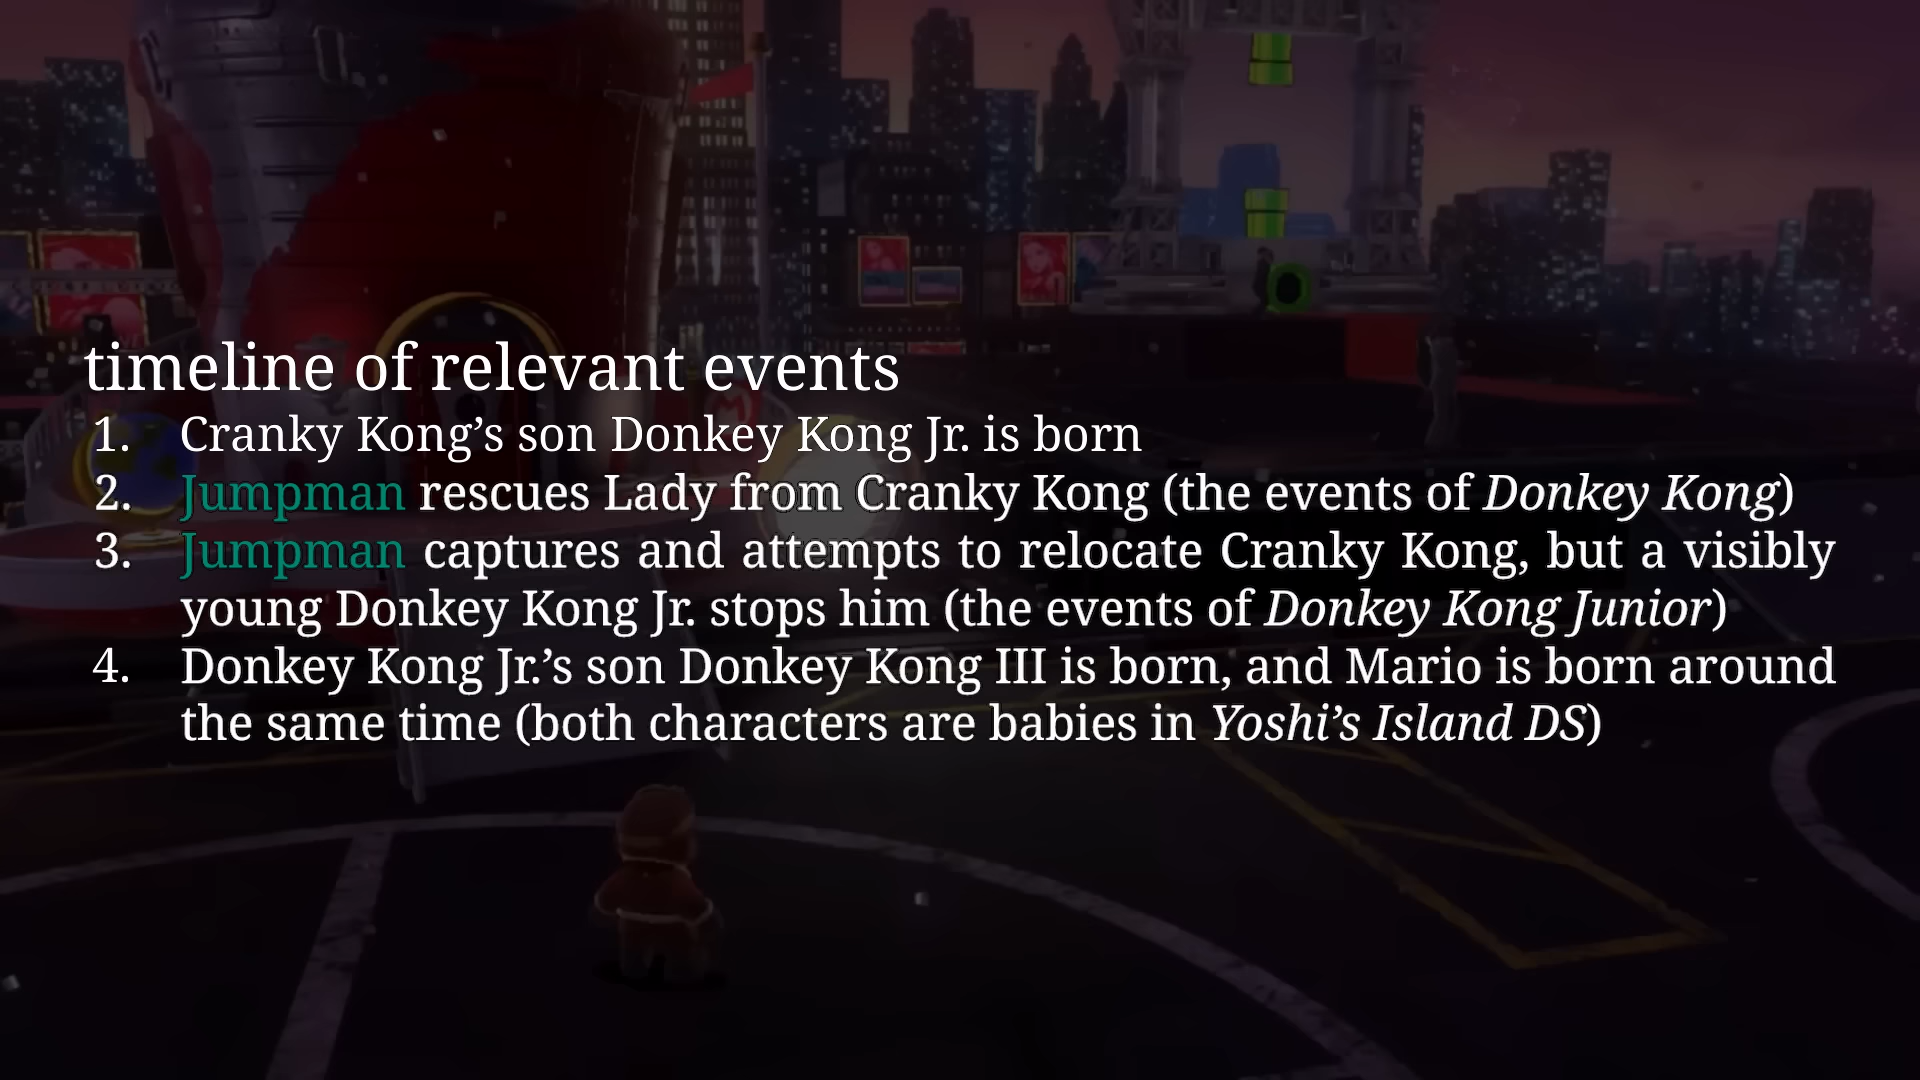 timeline of relevant events
1. Cranky Kong’s son Donkey Kong Jr. is born
2. Jumpman rescues Lady from Cranky Kong (the events of Donkey Kong)
3. Jumpman captures and attempts to relocate Cranky Kong, but a visibly
young Donkey Kong Jr. stops him (the events of Donkey Kong Junior)
4. Donkey Kong Jr.’s son Donkey Kong III is born, and Mario is born around
the same time (both characters are babies in Yoshi’s Island DS)